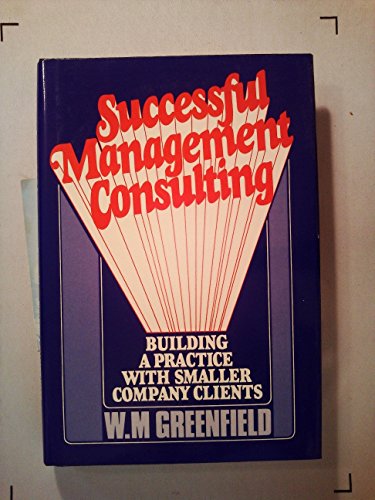 Successful
Management
Consulting
BUILDING
A PRACTICE
WITH SMALLER
COMPANY CLIENTS
W.M GREENFIELD